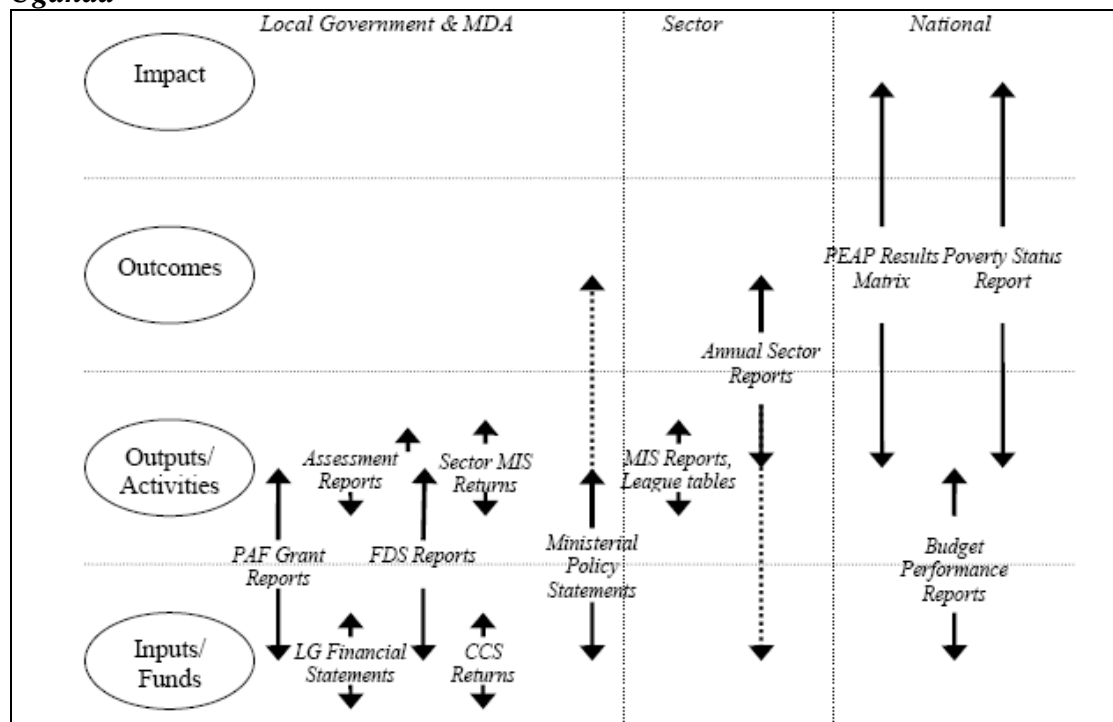 Uganda
Local Government & MDA
Sector
National
Impact
Outcomes
PEAP Results
Matrix
Poverty Status
Report
Annual Sector
Reports
Outputs/
Activities
Assessment
Reports
Sector MIS
Returns
MIS Reports,
League tables
PAF Grant
Reports
FDS Reports
Ministerial
Policy
Statements
Budget
Performance
Reports
Inputs/
Funds
LG Financial
Statements
CCS
Returns